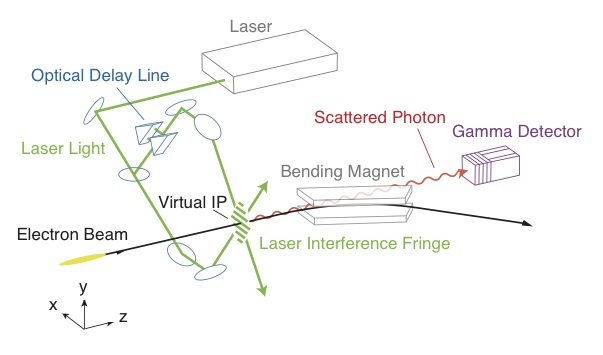 Laser
Optical Delay Line
Laser Light
Scattered Photon
Gamma Detector
Bending Magnet
Virtual IP
Electron Beam
Laser Interference Fringe
y
x
z